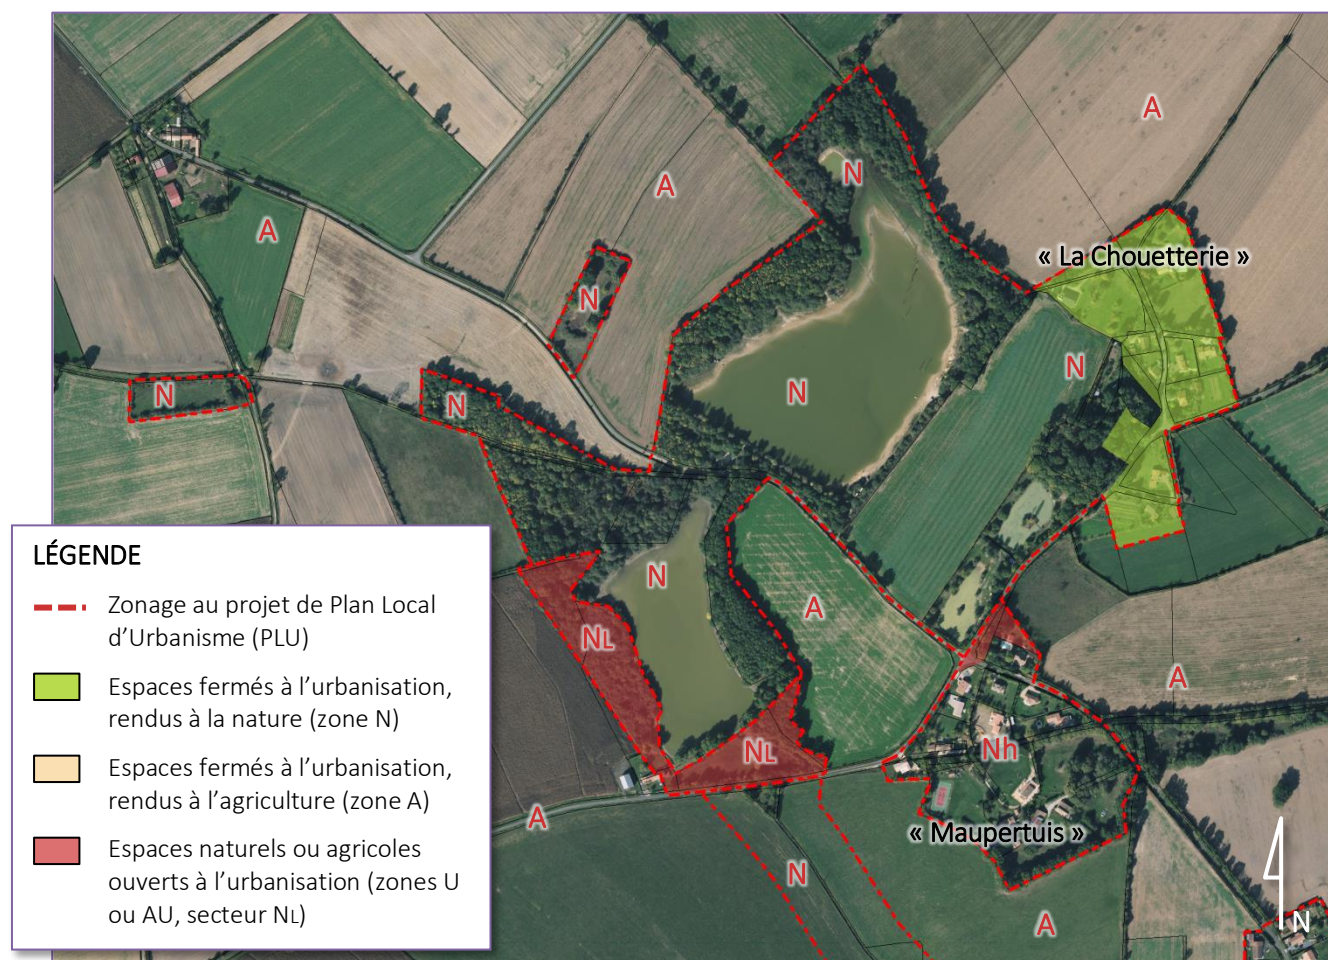 A
N
A
A
« La Chouetterie »
N
N
N
N
N
N
A
NL
NL
A
Nh
A
« Maupertuis »
N
A
N
LÉGENDE
Zonage au projet de Plan Local
d’Urbanisme (PLU)
Espaces fermés à l’urbanisation,
rendus à la nature (zone N)
Espaces fermés à l’urbanisation,
rendus à l’agriculture (zone A)
Espaces naturels ou agricoles
ouverts à l’urbanisation (zones U
ou AU, secteur NL)